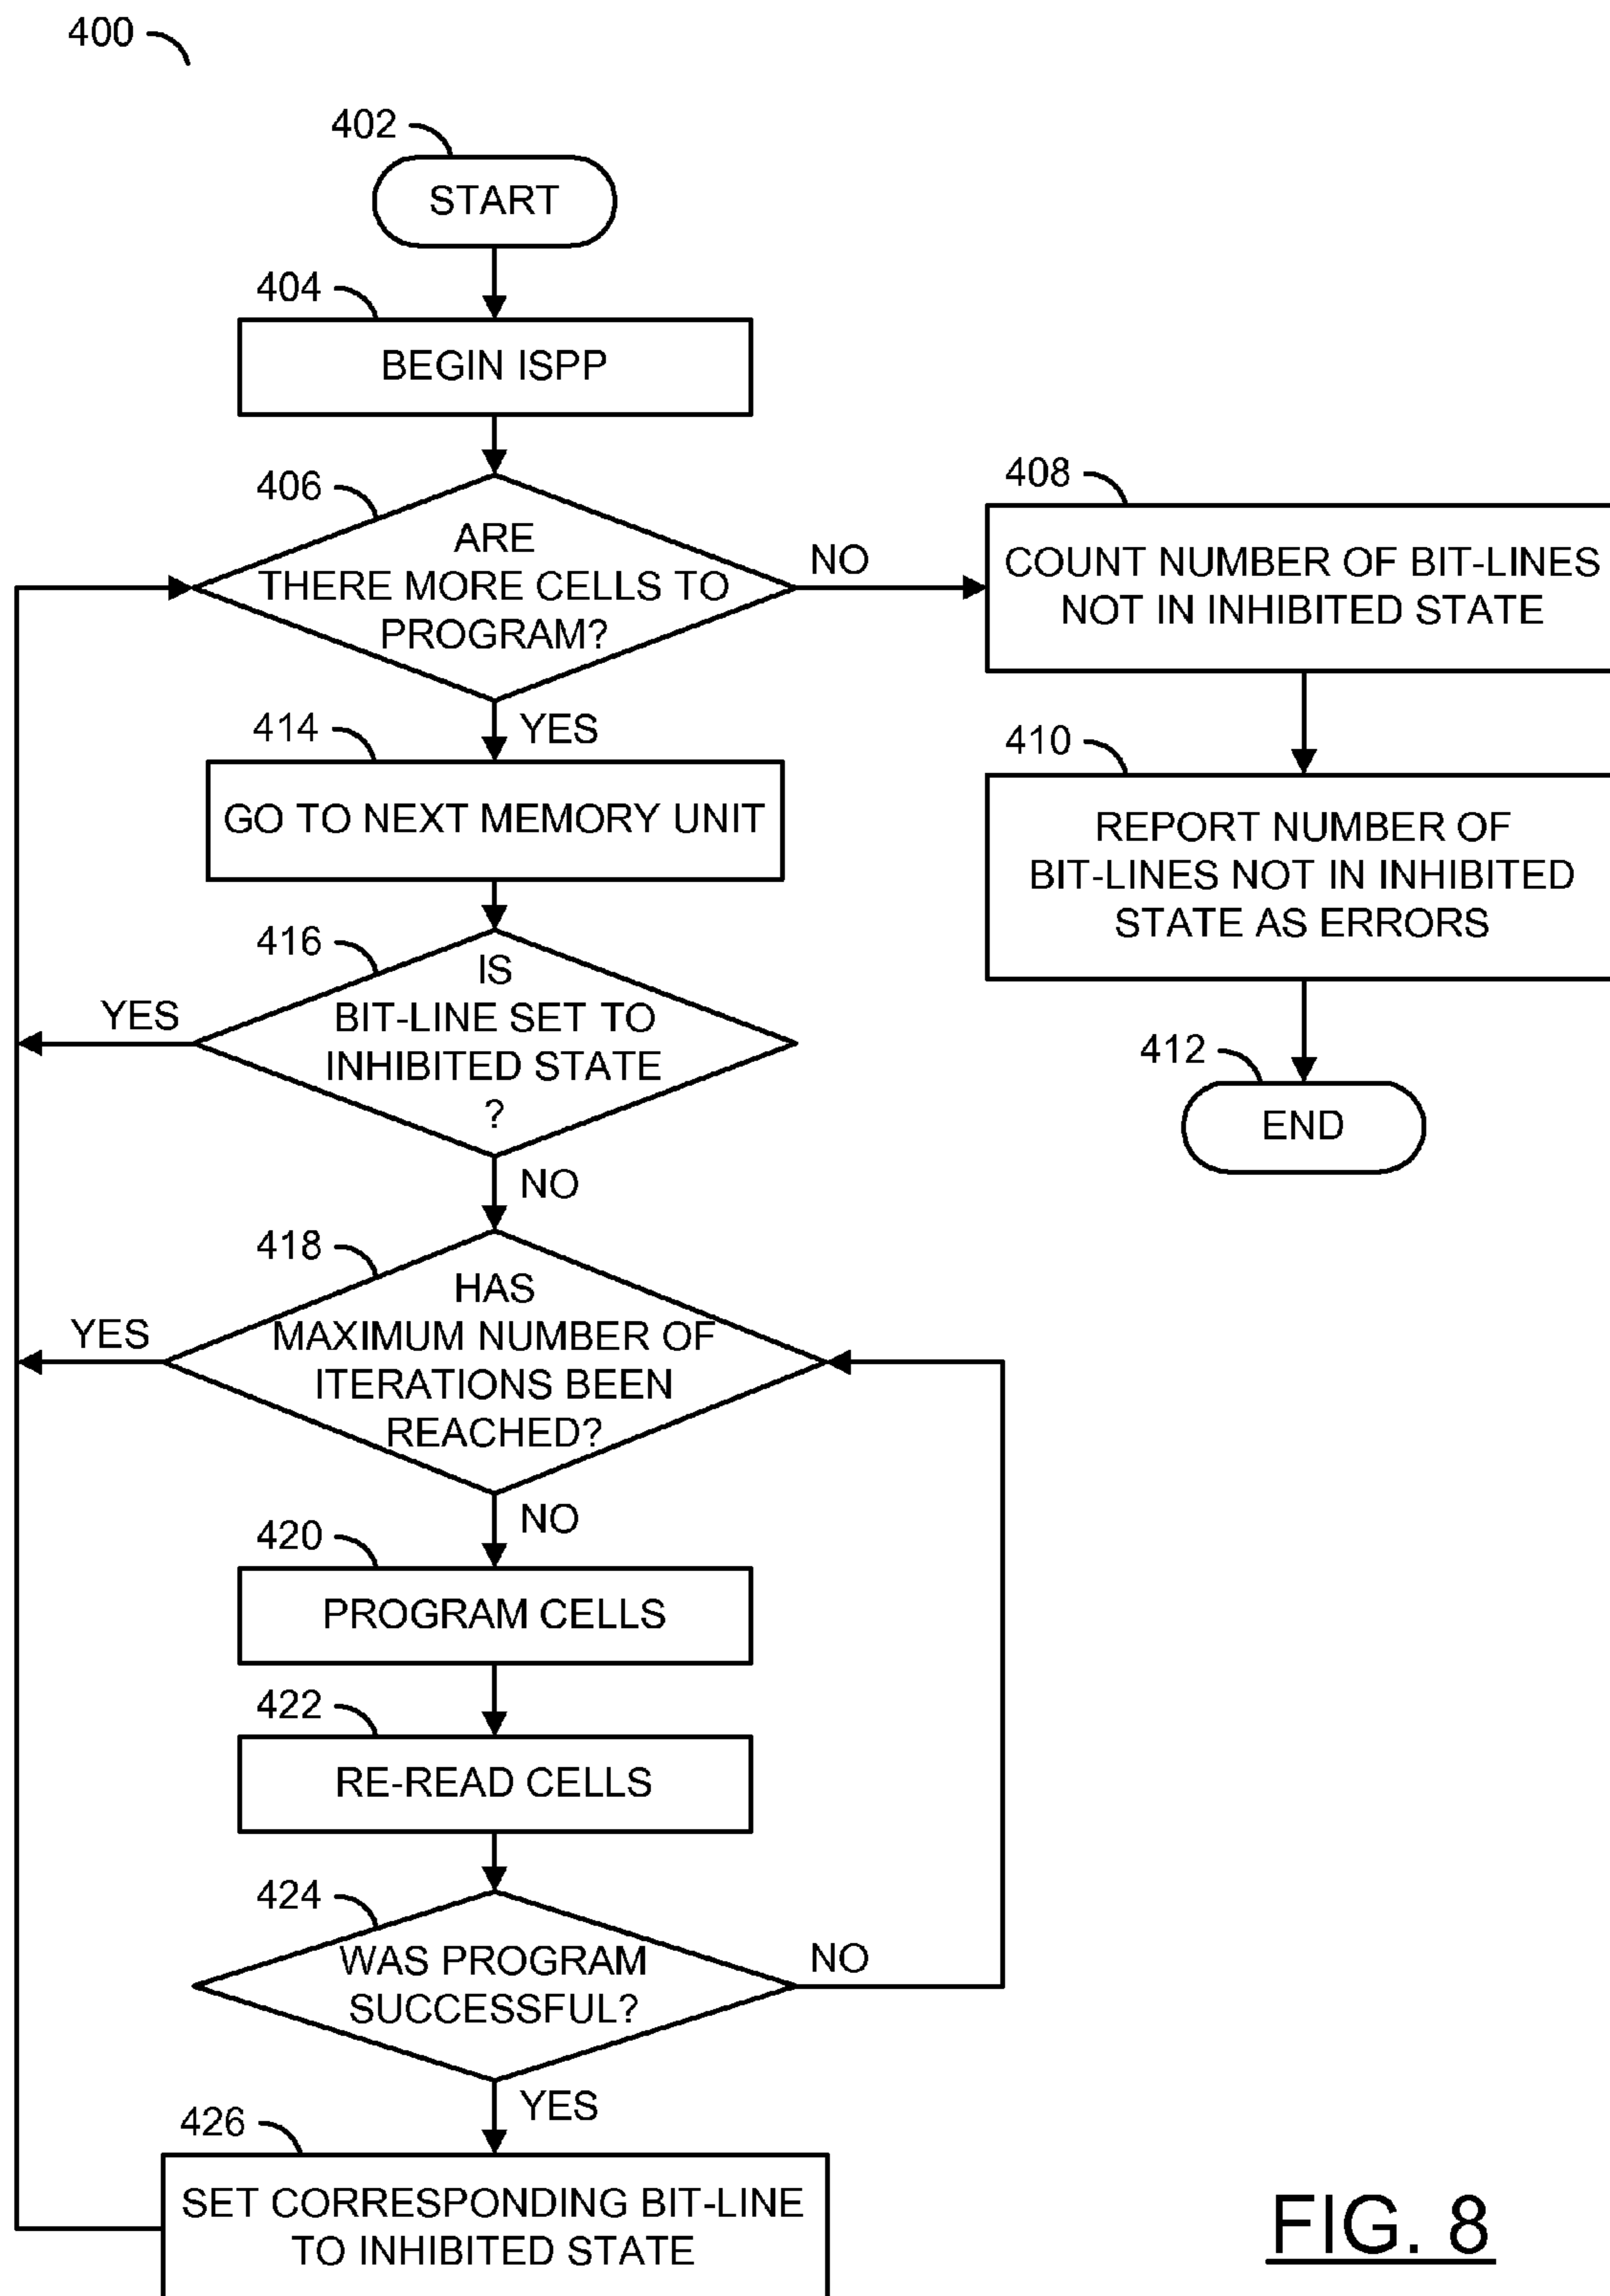 400
402
START
404
BEGIN ISPP
406
ARE
THERE MORE CELLS TO
PROGRAM?
NO
YES
408
COUNT NUMBER OF BIT-LINES
NOT IN INHIBITED STATE
410
REPORT NUMBER OF
BIT-LINES NOT IN INHIBITED
STATE AS ERRORS
412
END
414
GO TO NEXT MEMORY UNIT
416
IS
BIT-LINE SET TO
INHIBITED STATE
?
YES
NO
418
HAS
MAXIMUM NUMBER OF
ITERATIONS BEEN
REACHED?
YES
NO
420
PROGRAM CELLS
422
RE-READ CELLS
424
WAS PROGRAM
SUCCESSFUL?
NO
YES
426
SET CORRESPONDING BIT-LINE
TO INHIBITED STATE
FIG. 8